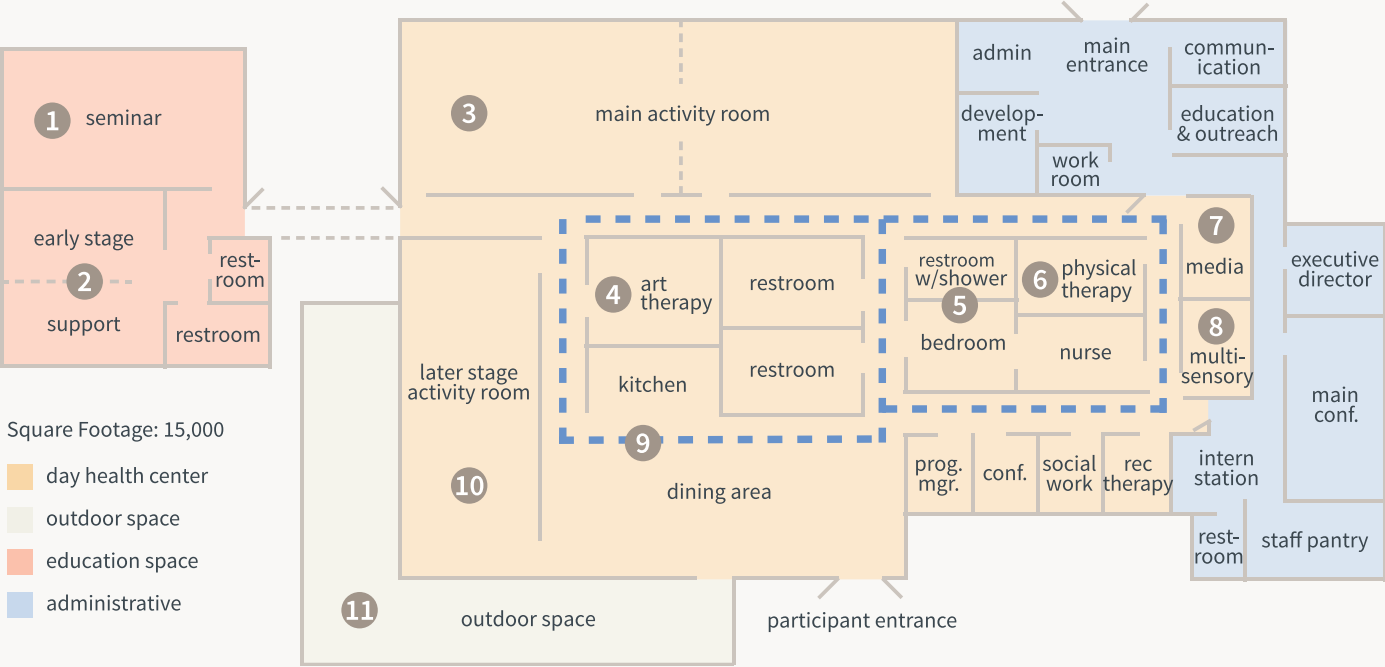 1
seminar
early stage
2
support
rest-
room
restroom
3
main activity room
admin
main
entrance
commun-
ication
develop-
ment
education
& outreach
work
room
4
art
therapy
restroom
kitchen
restroom
restroom
w/shower
5
bedroom
6
physical
therapy
nurse
7
media
8
multi-
sensory
executive
director
main
conf.
later stage
activity room
9
10
dining area
prog.
mgr.
conf.
social
work
rec
therapy
intern
station
rest-
room
staff pantry
11
outdoor space
participant entrance
Square Footage: 15,000
day health center
outdoor space
education space
administrative